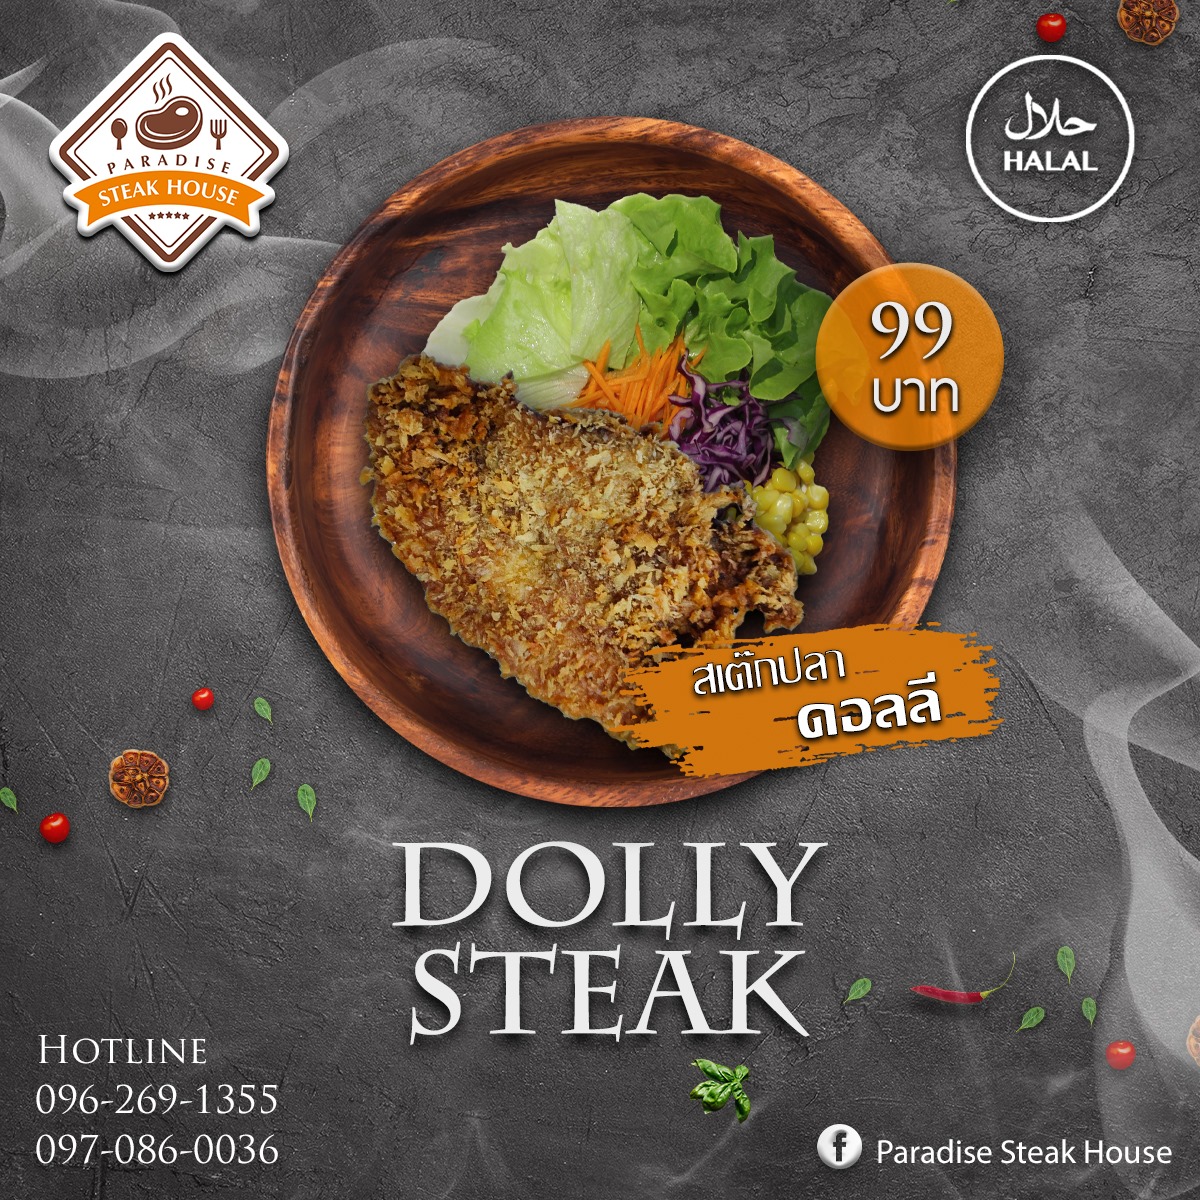 PARADISE
STEAK HOUSE
حلال
HALAL
99
บาท
สเต๊กปลา
ดอลลี่
DOLLY
STEAK
HOTLINE
096-269-1355
097-086-0036
f Paradise Steak House